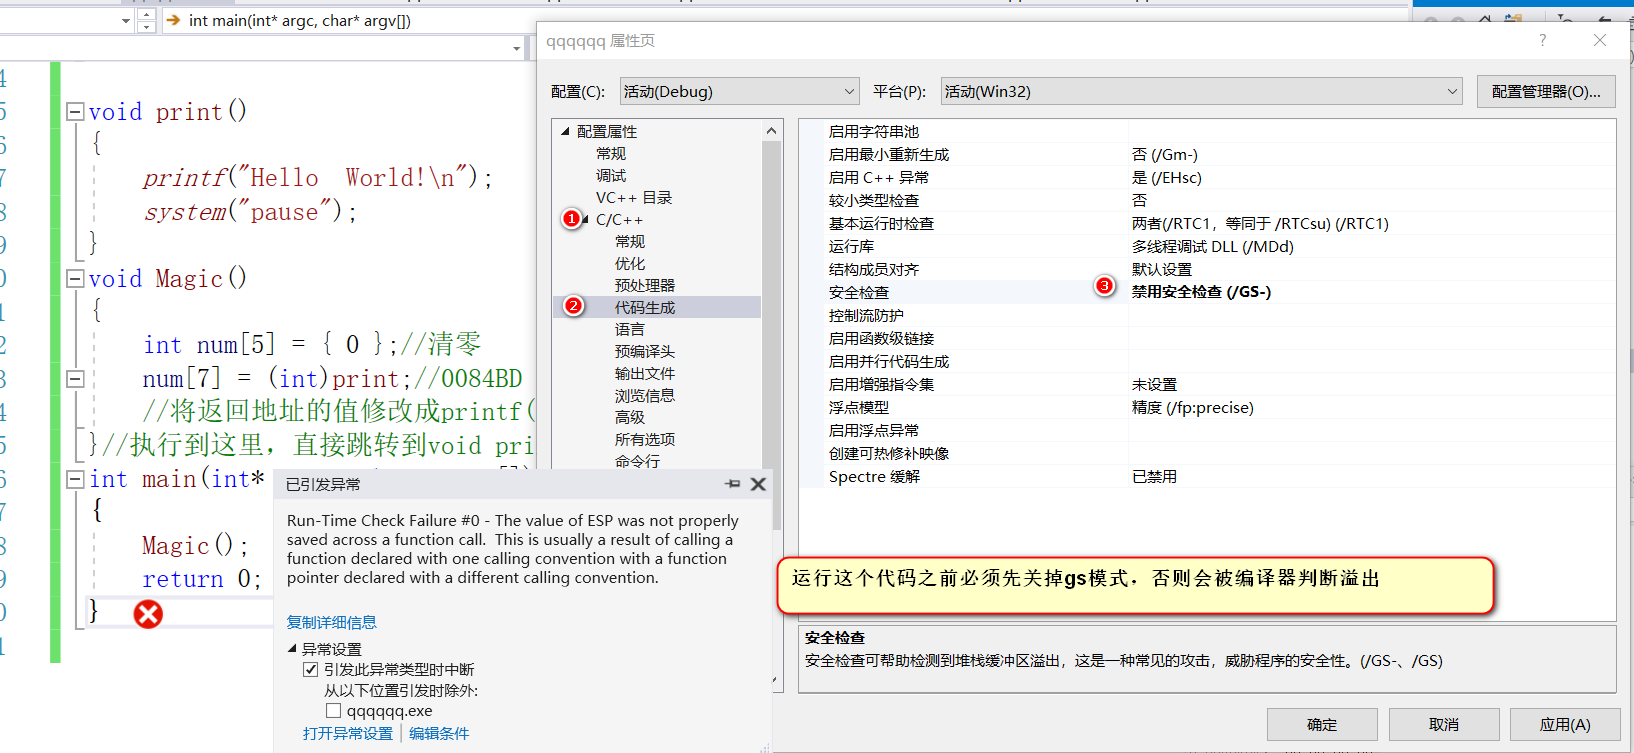 int main(int* argc, char* argv[])
4
5
void print()
6
{
7
printf("Hello  World!\n");
8
system("pause");
9
}
0
void Magic()
1
{
2
int num[5] = { 0 };//清零
3
num[7] = (int)print;//0084BD
4
//将返回地址的值修改成printf(
5
}//执行到这里，直接跳转到void pri
6
int main(int*
7
{
8
Magic();
9
return 0;
0
}
1
已引发异常
Run-Time Check Failure #0 - The value of ESP was not properly
saved across a function call.  This is usually a result of calling a
function declared with one calling convention with a function
pointer declared with a different calling convention.
复制详细信息
异常设置
引发此异常类型时中断
从以下位置引发时除外:
qqqqqq.exe
打开异常设置 | 编辑条件
qqqqqq 属性页
?
配置(C):
活动(Debug)
平台(P):
活动(Win32)
配置管理器(O)...
配置属性
常规
调试
VC++ 目录
1
C/C++
常规
优化
预处理器
2
代码生成
语言
预编译头
输出文件
浏览信息
高级
所有选项
命令行
启用字符串池
启用最小重新生成 否 (/Gm-)
启用 C++ 异常 是 (/EHsc)
较小类型检查 否
基本运行时检查 两者(/RTC1，等同于 /RTCsu) (/RTC1)
运行库 多线程调试 DLL (/MDd)
结构成员对齐 默认设置
安全检查 3 禁用安全检查 (/GS-)
控制流防护
启用函数级链接
启用并行代码生成
启用增强指令集 未设置
浮点模型 精度 (/fp:precise)
启用浮点异常
创建可热修补映像
Spectre 缓解 已禁用
运行这个代码之前必须先关掉gs模式，否则会被编译器判断溢出
安全检查
安全检查可帮助检测到堆栈缓冲区溢出，这是一种常见的攻击，威胁程序的安全性。(/GS-、/GS)
确定
取消
应用(A)